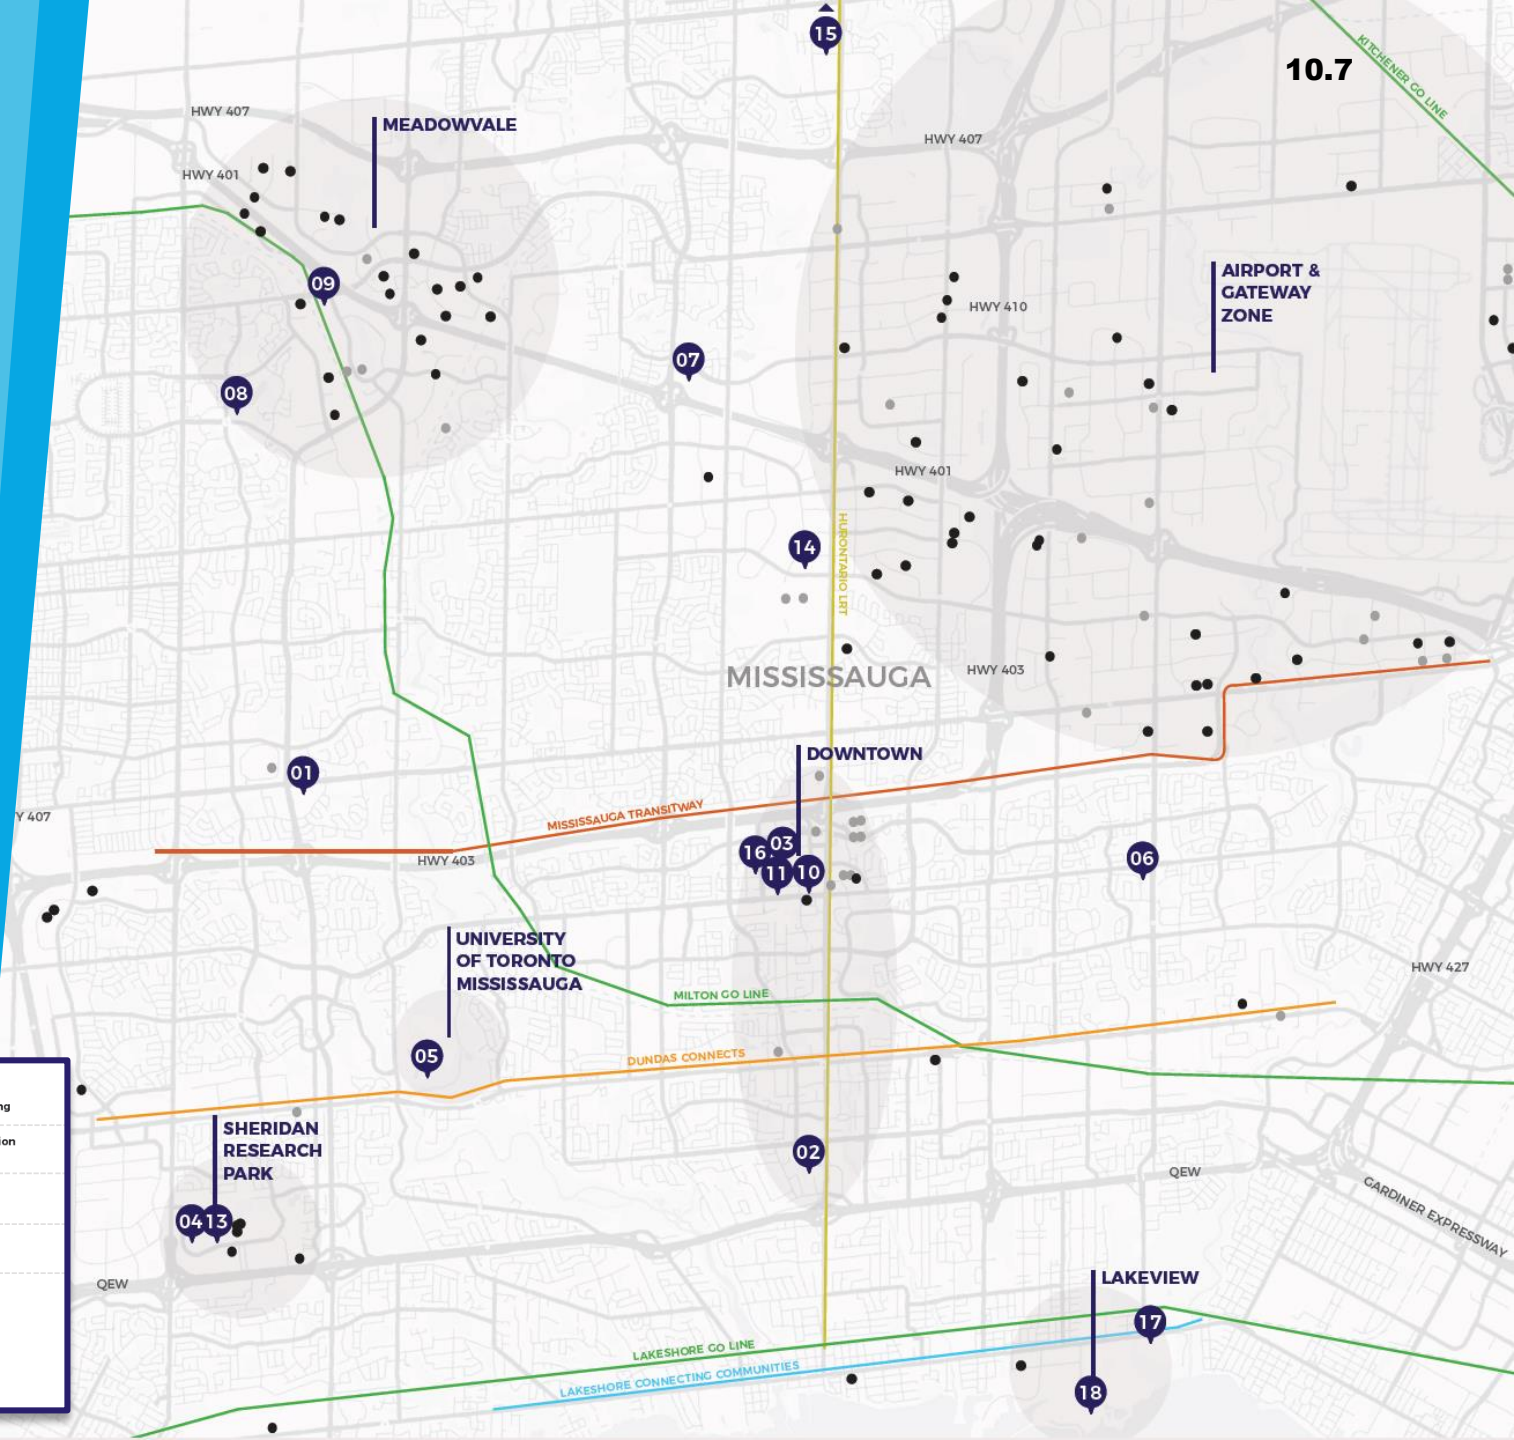 15
10.7
KITCHENER GO LINE
HWY 407
MEADOWVALE
HWY 407
HWY 401
AIRPORT &
GATEWAY
ZONE
09
HWY 410
07
08
HWY 401
HURONTARIO LRT
14
MISSISSAUGA
HWY 403
DOWNTOWN
01
MISSISSAUGA TRANSITWAY
Y 407
HWY 403
03
16
11
10
06
UNIVERSITY
OF TORONTO
MISSISSAUGA
HWY 427
MILTON GO LINE
05
DUNDAS CONNECTS
ng
ion
SHERIDAN
RESEARCH
PARK
02
QEW
GARDINER EXPRESSWAY
04
13
QEW
LAKEVIEW
17
LAKESHORE GO LINE
LAKESHORE CONNECTING COMMUNITIES
18